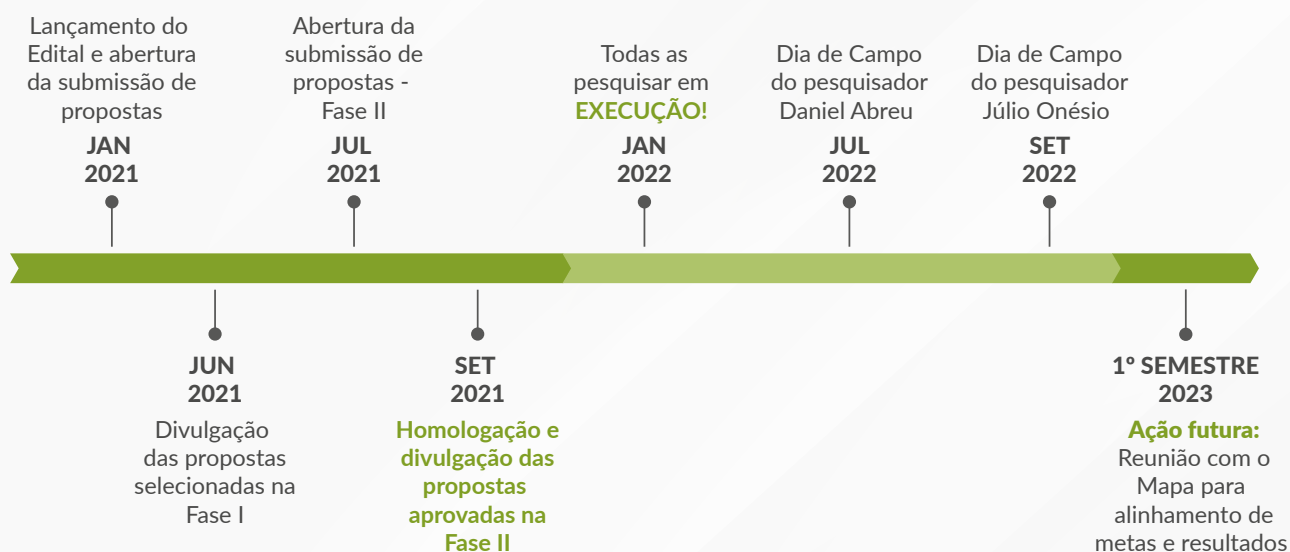 Lançamento do
Edital e abertura
da submissão de
propostas
JAN
2021
Abertura da
submissão de
propostas -
Fase II
JUL
2021
Todas as
pesquisar em
EXECUÇÃO!
JAN
2022
Dia de Campo
do pesquisador
Daniel Abreu
JUL
2022
Dia de Campo
do pesquisador
Júlio Onésio
SET
2022
JUN
2021
Divulgação
das propostas
selecionadas na
Fase I
SET
2021
Homologação e
divulgação das
propostas
aprovadas na
Fase II
1º SEMESTRE
2023
Ação futura:
Reunião com o
Mapa para
alinhamento de
metas e resultados